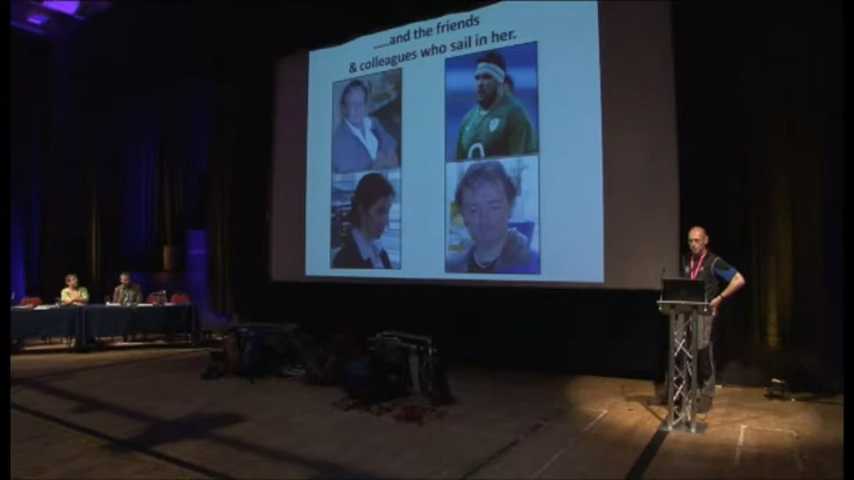 .....and the friends
& colleagues who sail in her.